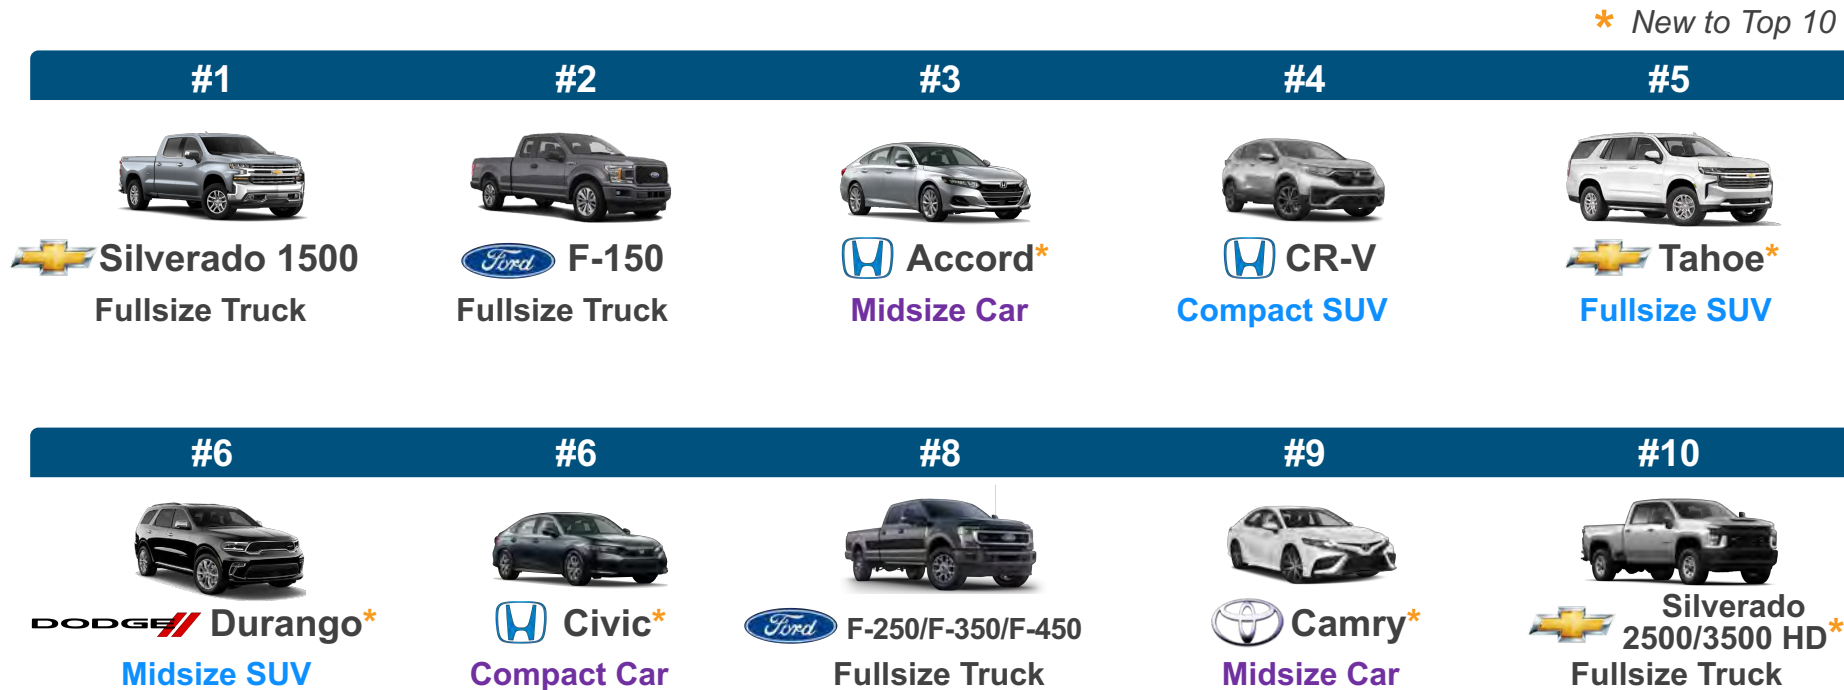 * New to Top 10
#1 #2 #3 #4 #5
Silverado 1500 Ford F-150 Accord* CR-V Tahoe*
Fullsize Truck Fullsize Truck Midsize Car Compact SUV Fullsize SUV
#6 #6 #8 #9 #10
DODGE Durango* Civic* Ford F-250/F-350/F-450 Camry* Silverado
2500/3500 HD*
Midsize SUV Compact Car Fullsize Truck Midsize Car Fullsize Truck